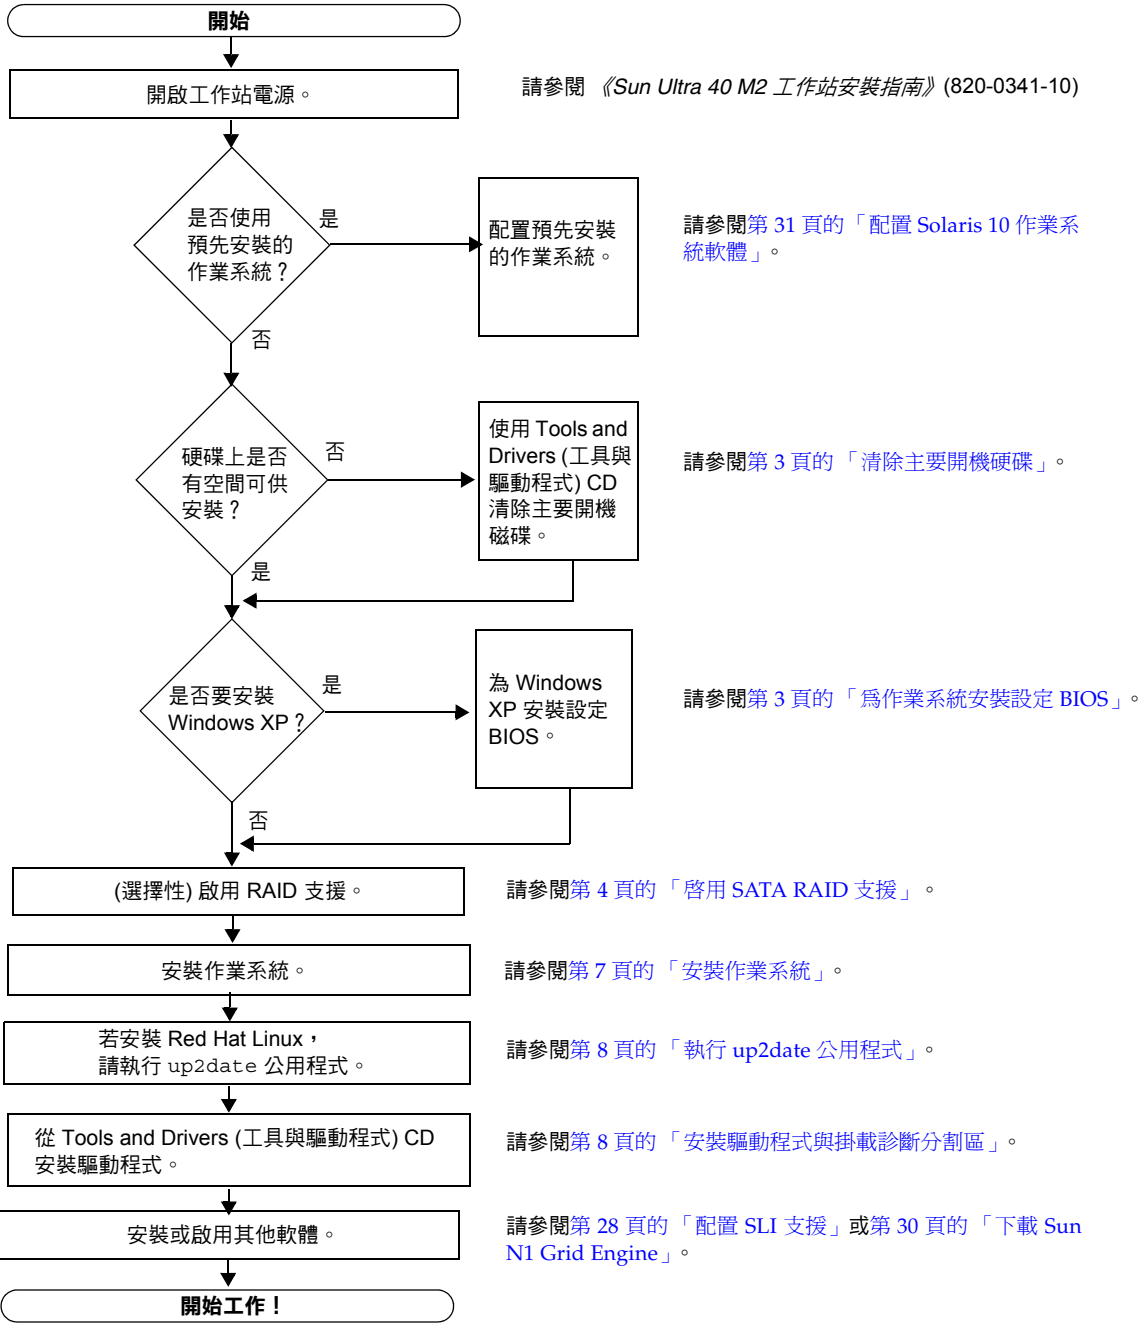 開始
開啟工作站電源。
請參閱 《Sun Ultra 40 M2 工作站安裝指南》(820-0341-10)
是否使用
預先安裝的
作業系統？
是
配置預先安裝
的作業系統。
請參閱第 31 頁的「配置 Solaris 10 作業系
統軟體」。
否
硬碟上是否
有空間可供
安裝？
否
使用 Tools and
Drivers (工具與
驅動程式) CD
清除主要開機
磁碟。
請參閱第 3 頁的 「清除主要開機硬碟」。
是
是否要安裝
Windows XP？
是
為 Windows
XP 安裝設定
BIOS。
請參閱第 3 頁的 「爲作業系統安裝設定 BIOS」。
否
(選擇性) 啟用 RAID 支援。
請參閱第 4 頁的 「啓用 SATA RAID 支援」。
安裝作業系統。
請參閱第 7 頁的 「安裝作業系統」。
若安裝 Red Hat Linux，
請執行 up2date 公用程式。
請參閱第 8 頁的 「執行 up2date 公用程式」。
從 Tools and Drivers (工具與驅動程式) CD
安裝驅動程式。
請參閱第 8 頁的 「安裝驅動程式與掛載診斷分割區」。
安裝或啟用其他軟體。
請參閱第 28 頁的 「配置 SLI 支援」或第 30 頁的 「下載 Sun
N1 Grid Engine」。
開始工作！